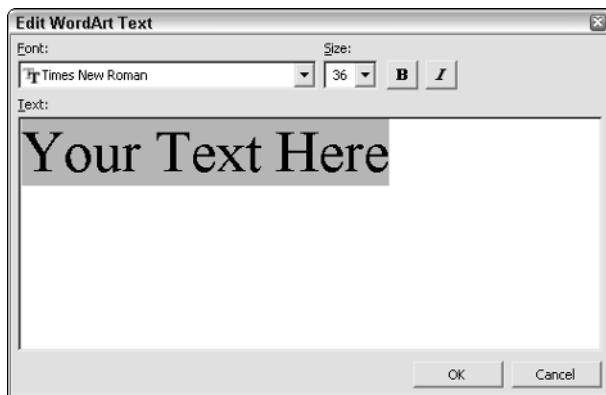 Edit WordArt Text
Font: Size:
Times New Roman 36 B I
Text:
Your Text Here
OK Cancel